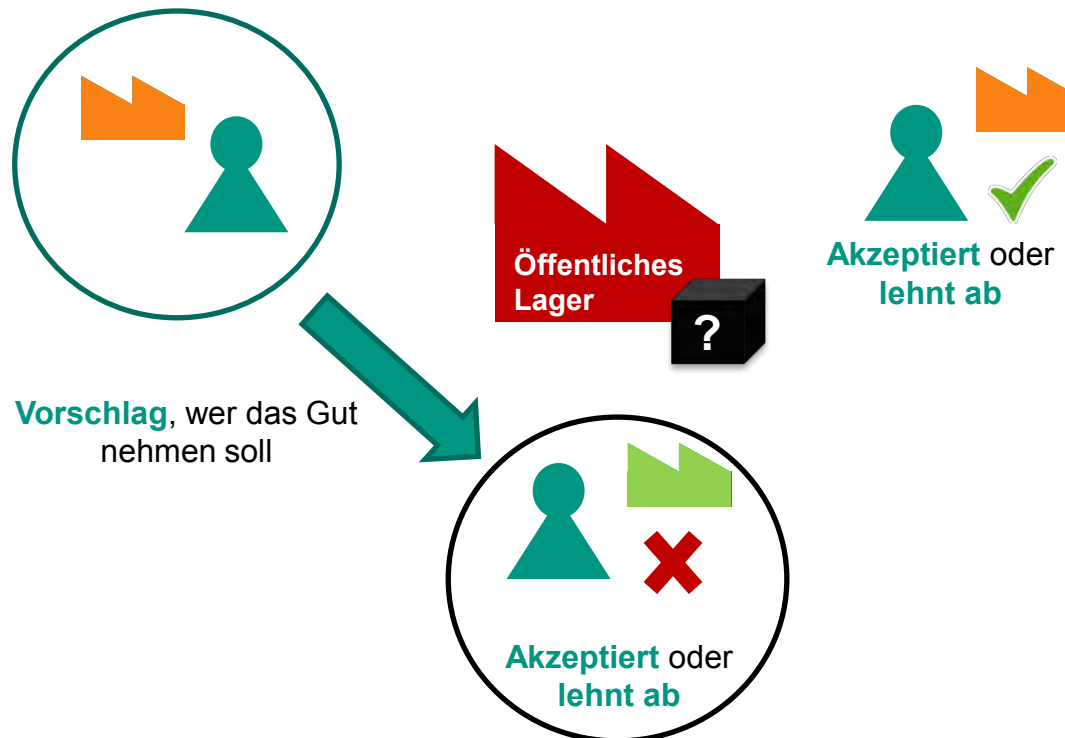 Öffentliches
Lager
?
Akzeptiert oder
lehnt ab
Vorschlag, wer das Gut
nehmen soll
Akzeptiert oder
lehnt ab